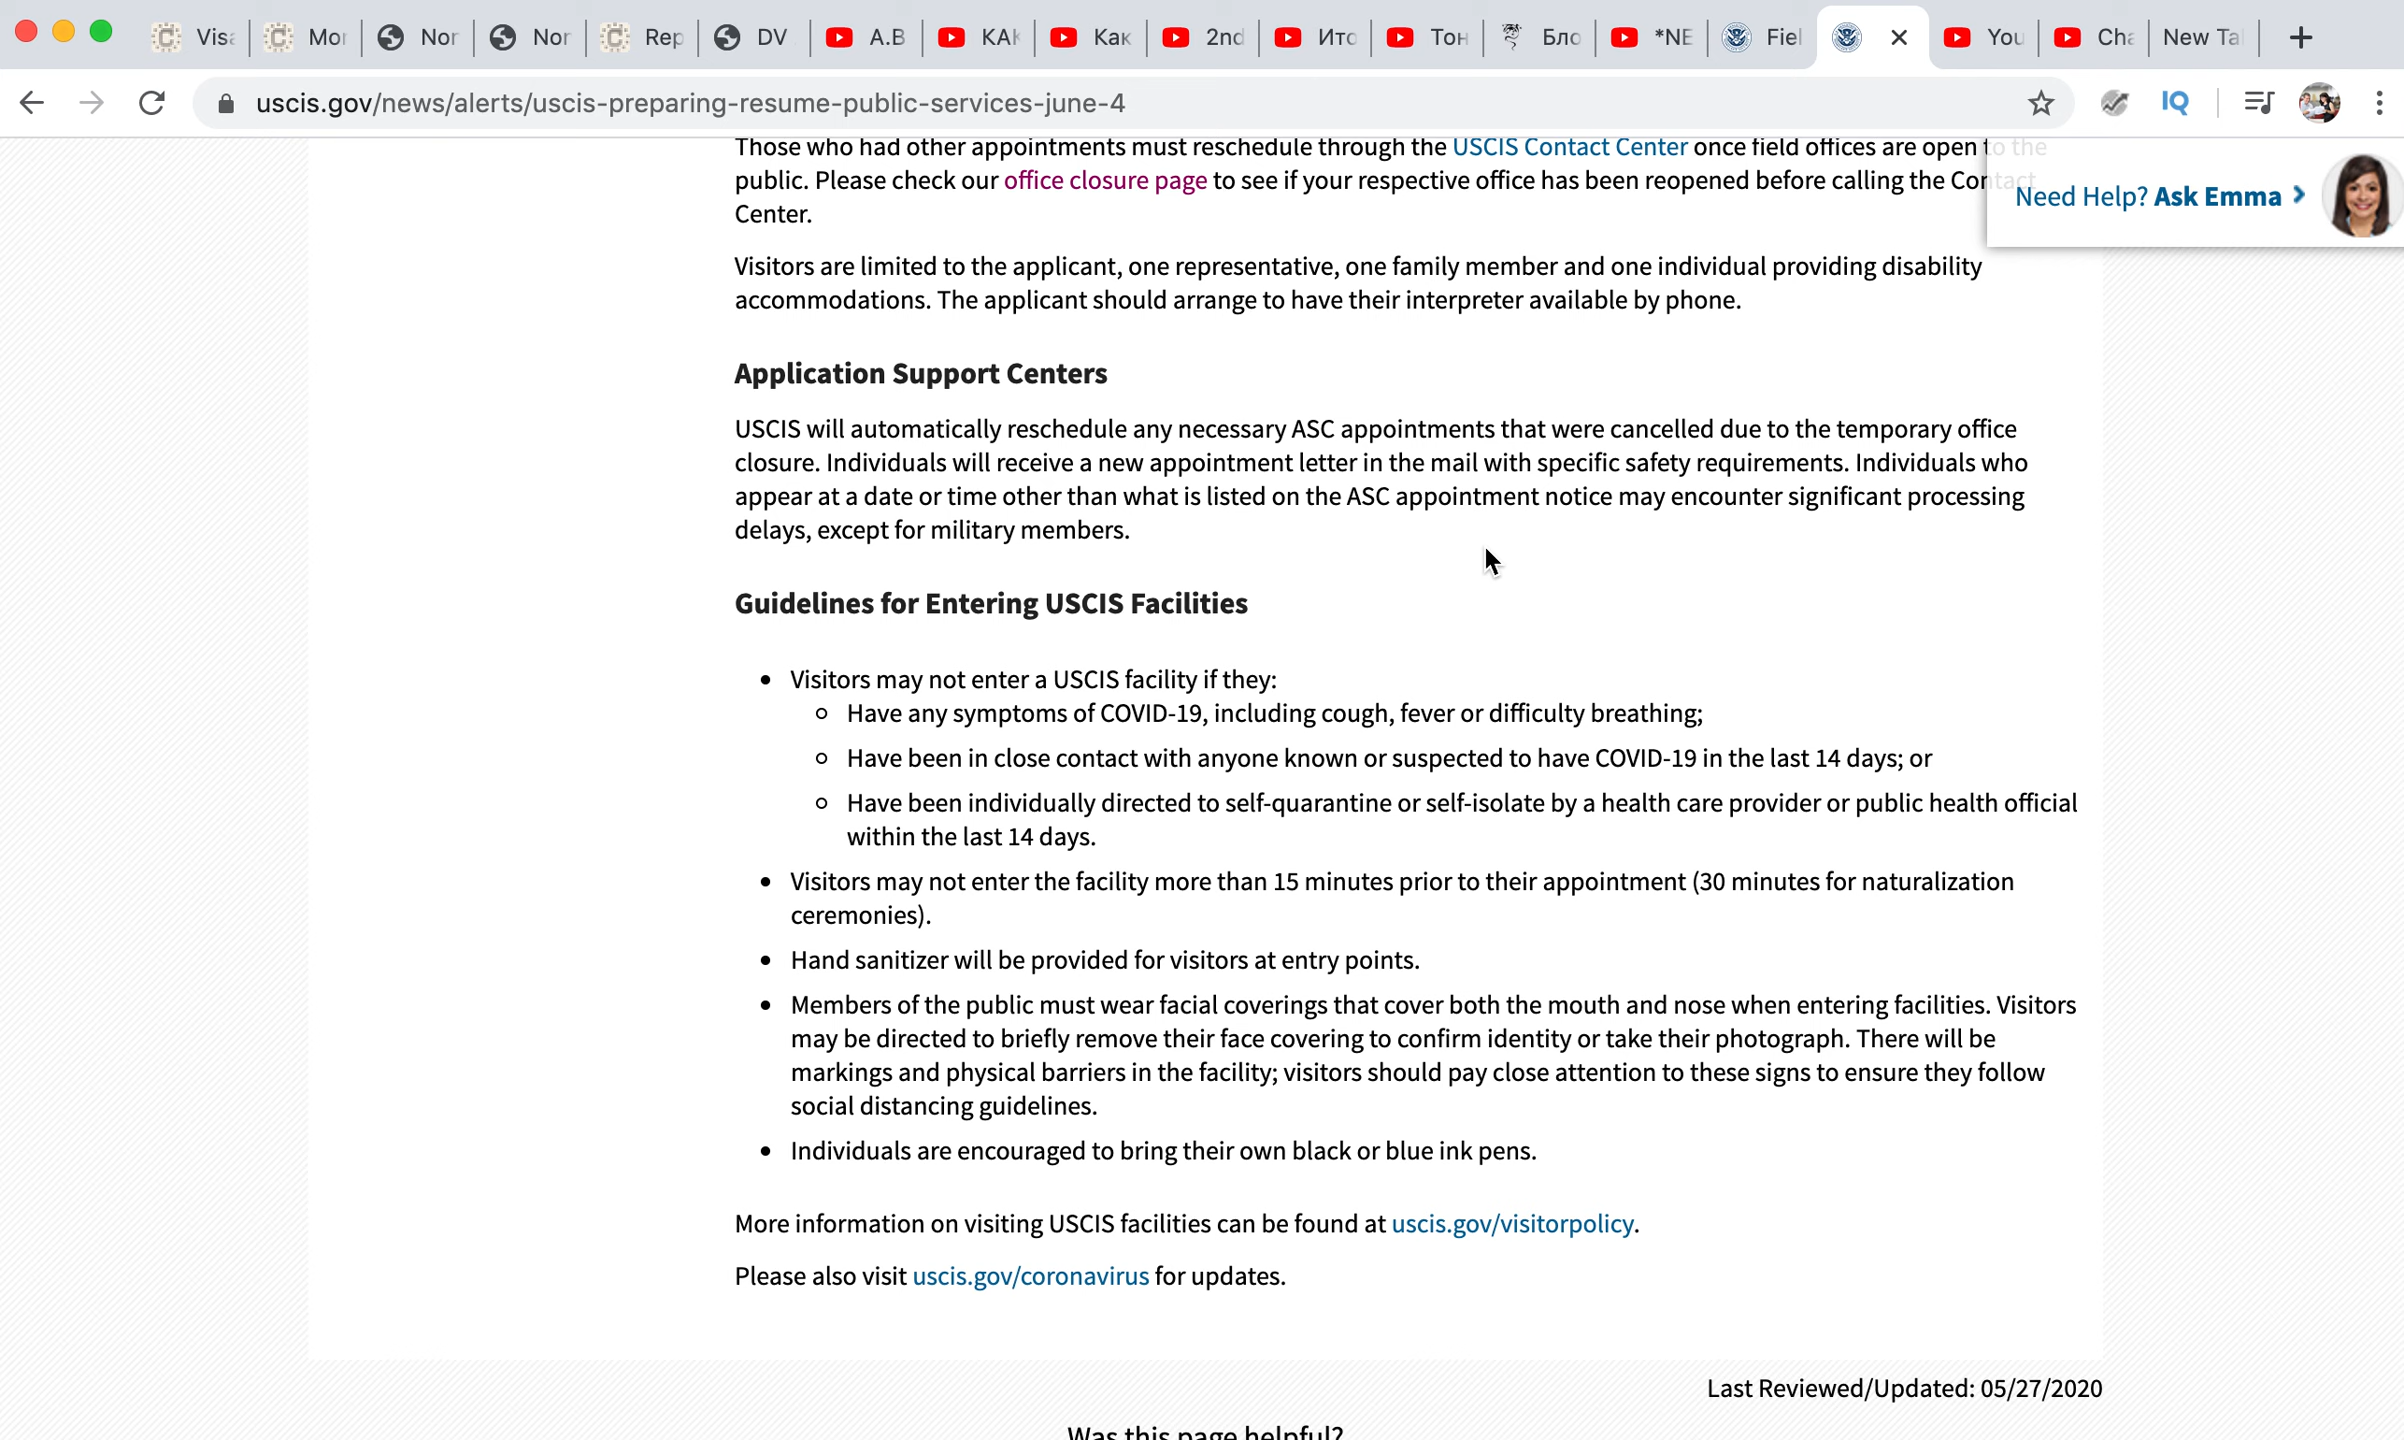 Visa
Mor
Nor
Nor
Rep
DV
A.B
КАК
Как
2nd
Ито
Тон
Бло
*NE
Fiel
You
Cha
New Ta
uscis.gov/news/alerts/uscis-preparing-resume-public-services-june-4
IQ
Those who had other appointments must reschedule through the USCIS Contact Center once field offices are open to the
public. Please check our office closure page to see if your respective office has been reopened before calling the Contact
Center.
Need Help? Ask Emma
Visitors are limited to the applicant, one representative, one family member and one individual providing disability
accommodations. The applicant should arrange to have their interpreter available by phone.
Application Support Centers
USCIS will automatically reschedule any necessary ASC appointments that were cancelled due to the temporary office
closure. Individuals will receive a new appointment letter in the mail with specific safety requirements. Individuals who
appear at a date or time other than what is listed on the ASC appointment notice may encounter significant processing
delays, except for military members.
Guidelines for Entering USCIS Facilities
• Visitors may not enter a USCIS facility if they:
Have any symptoms of COVID-19, including cough, fever or difficulty breathing;
Have been in close contact with anyone known or suspected to have COVID-19 in the last 14 days; or
Have been individually directed to self-quarantine or self-isolate by a health care provider or public health official
within the last 14 days.
• Visitors may not enter the facility more than 15 minutes prior to their appointment (30 minutes for naturalization
ceremonies).
• Hand sanitizer will be provided for visitors at entry points.
• Members of the public must wear facial coverings that cover both the mouth and nose when entering facilities. Visitors
may be directed to briefly remove their face covering to confirm identity or take their photograph. There will be
markings and physical barriers in the facility; visitors should pay close attention to these signs to ensure they follow
social distancing guidelines.
• Individuals are encouraged to bring their own black or blue ink pens.
More information on visiting USCIS facilities can be found at uscis.gov/visitorpolicy.
Please also visit uscis.gov/coronavirus for updates.
Last Reviewed/Updated: 05/27/2020
Was this page helpful?